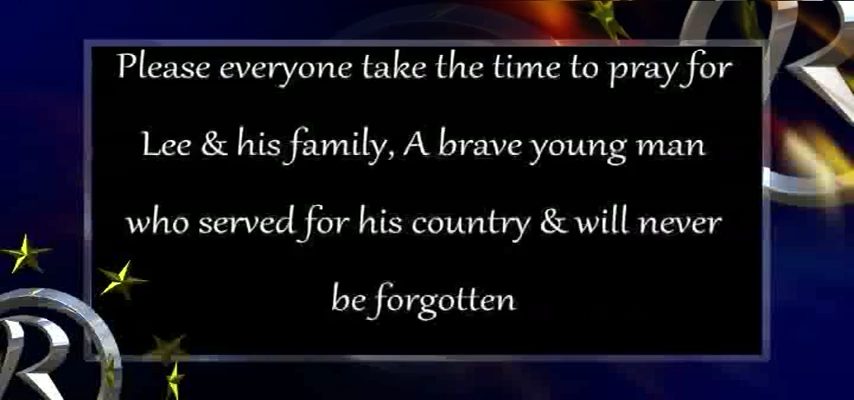 Please everyone take the time to pray for
Lee & his family, A brave young man
who served for his country & will never
be forgotten
R
R